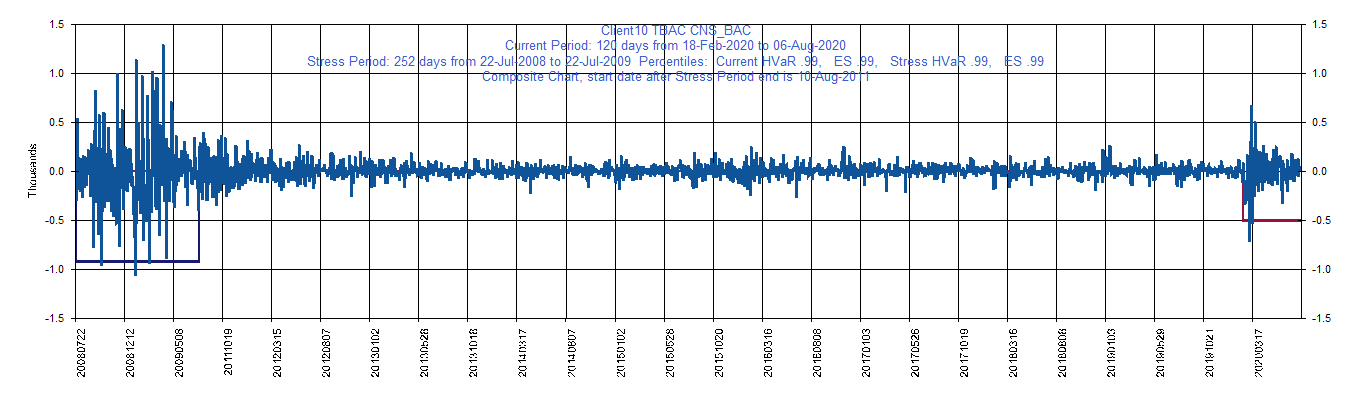 Client10 TBAC CNS_BAC
Current Period: 120 days from 18-Feb-2020 to 06-Aug-2020
Stress Period: 252 days from 22-Jul-2008 to 22-Jul-2009 Percentiles: Current HVaR .99, ES .99, Stress HVaR .99, ES .99
Composite Chart, start date after Stress Period end is 10-Aug-2011
1.5 1.5
1.0 1.0
0.5 0.5
0.0 0.0
-0.5 -0.5
-1.0 -1.0
-1.5 -1.5
Thousands
20080722 20081212 20090508 20111019 20120315 20120807 20130102 20130528 20131018 20140317 20140807 20150102 20150528 20151020 20160316 20160808 20170103 20170526 20171019 20180316 20180808 20190103 20190529 20191021 20200317